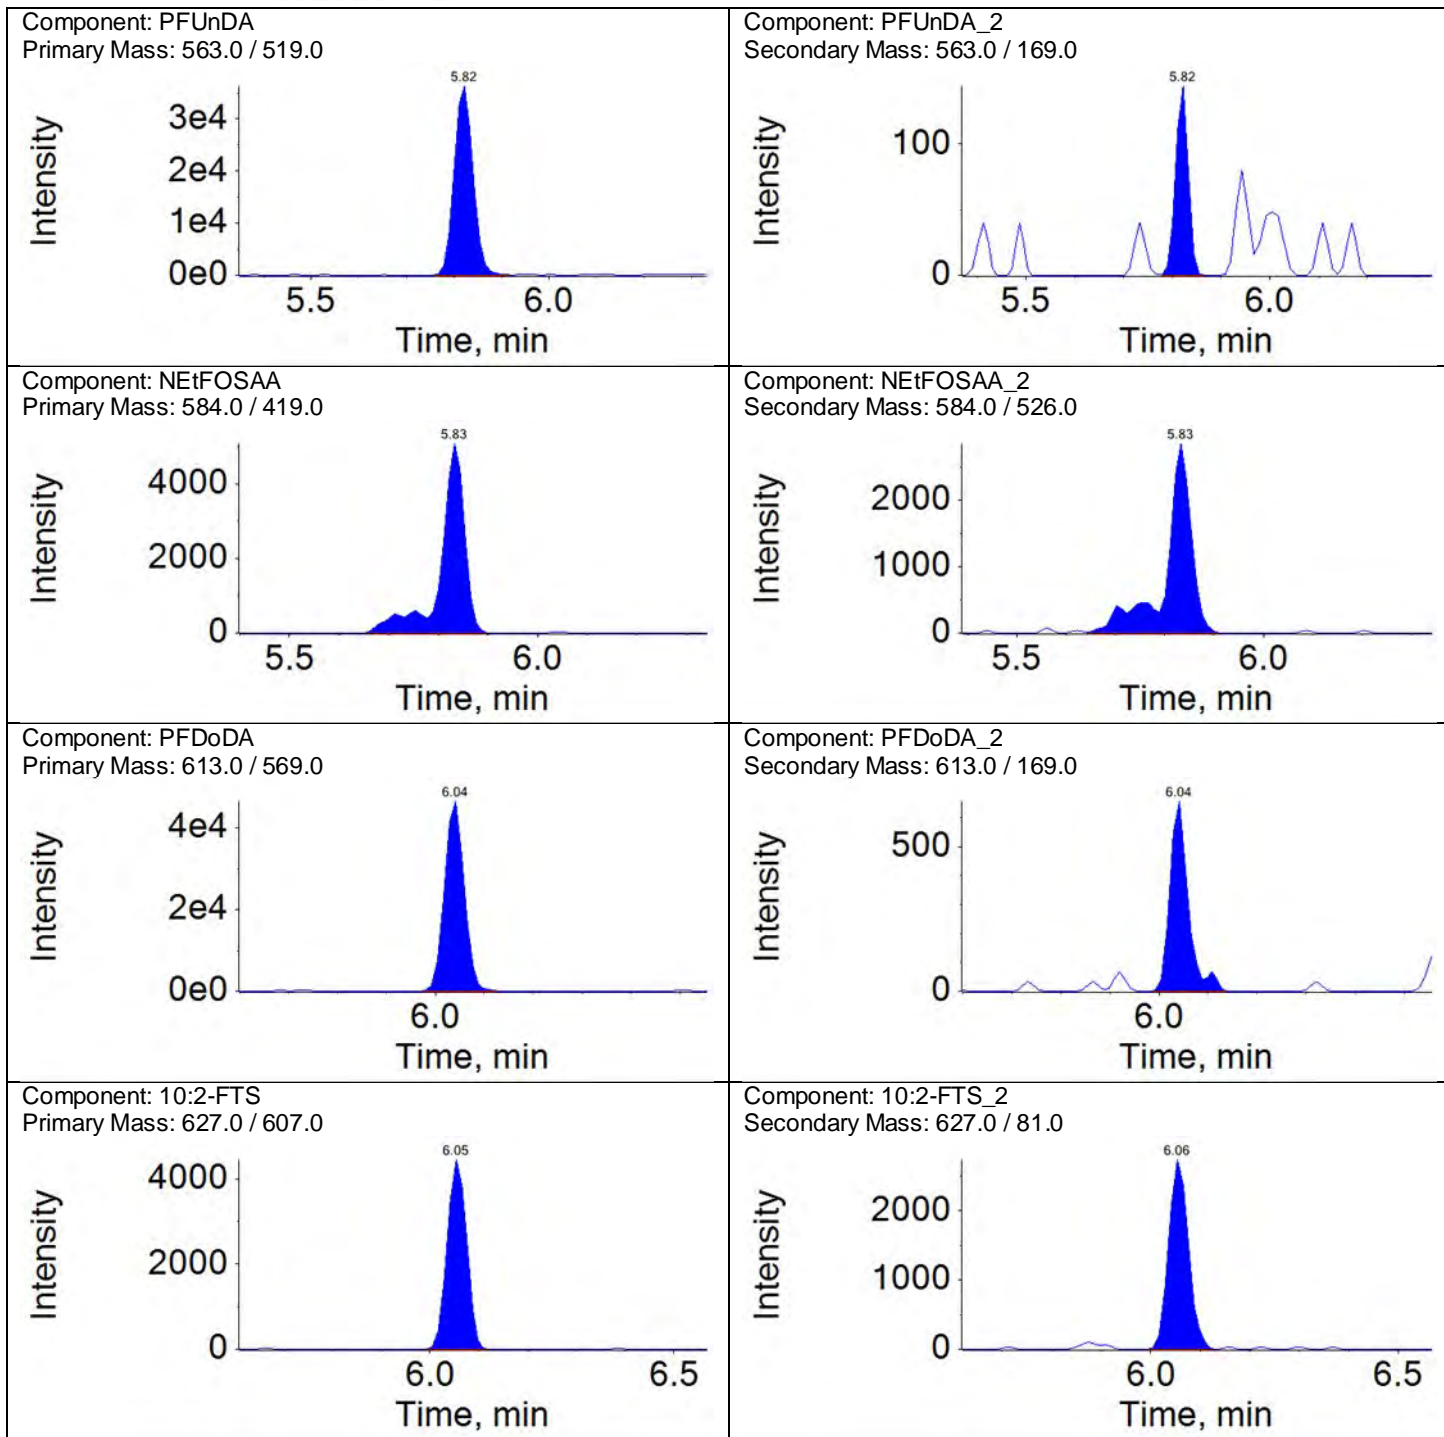 Component: PFUnDA
Primary Mass: 563.0 / 519.0
5.82
Intensity
3e4
2e4
1e4
0e0
5.5 6.0
Time, min
Component: PFUnDA_2
Secondary Mass: 563.0 / 169.0
5.82
Intensity
100
0
5.5 6.0
Time, min
Component: NEtFOSAA
Primary Mass: 584.0 / 419.0
5.83
Intensity
4000
2000
0
5.5 6.0
Time, min
Component: NEtFOSAA_2
Secondary Mass: 584.0 / 526.0
5.83
Intensity
2000
1000
0
5.5 6.0
Time, min
Component: PFDoDA
Primary Mass: 613.0 / 569.0
6.04
Intensity
4e4
2e4
0e0
6.0
Time, min
Component: PFDoDA_2
Secondary Mass: 613.0 / 169.0
6.04
Intensity
500
0
6.0
Time, min
Component: 10:2-FTS
Primary Mass: 627.0 / 607.0
6.05
Intensity
4000
2000
0
6.0 6.5
Time, min
Component: 10:2-FTS_2
Secondary Mass: 627.0 / 81.0
6.06
Intensity
2000
1000
0
6.0 6.5
Time, min